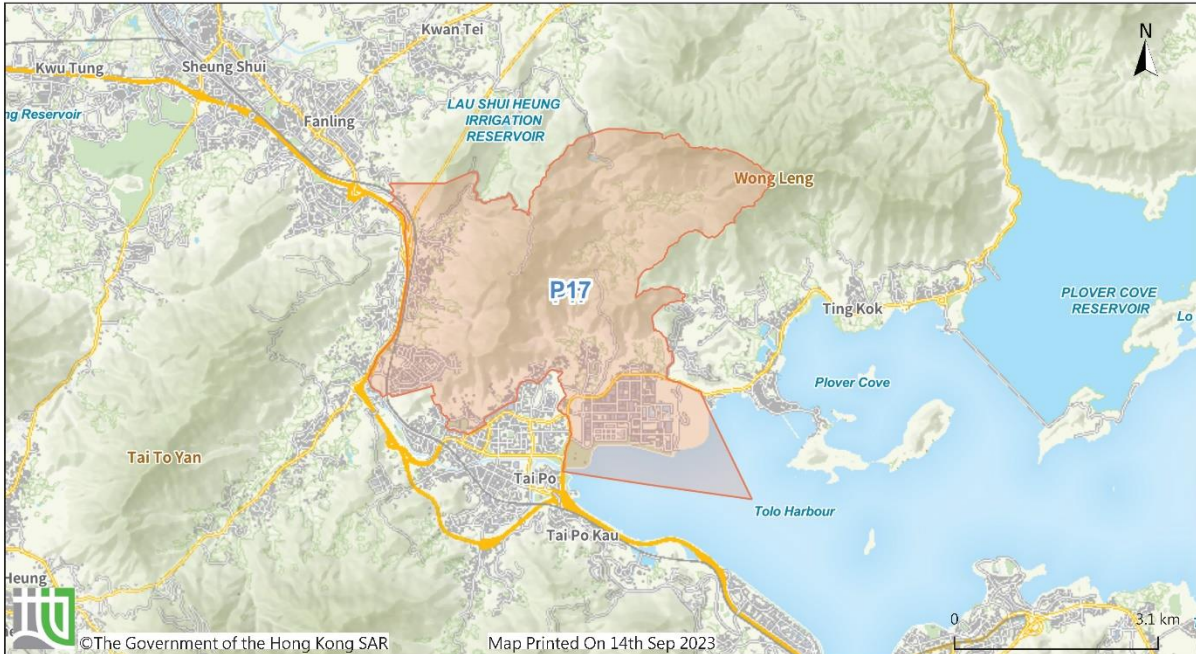 Kwan Tei
N
Kwu Tung
Sheung Shui
ng Reservoir
Fanling
LAU SHUI HEUNG
IRRIGATION
RESERVOIR
Wong Leng
P17
Ting Kok
PLOVER COVE
RESERVOIR
Lo
Plover Cove
Tai To Yan
Tai Po
Tolo Harbour
Tai Po Kau
Heung
0
3.1 km
©The Government of the Hong Kong SAR
Map Printed On 14th Sep 2023